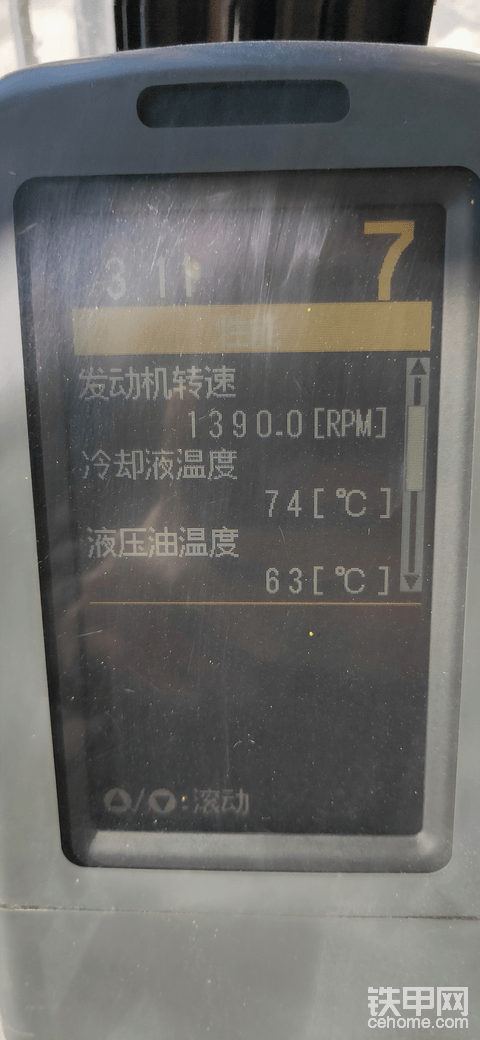 7
发动机转速
1390.0[RPM]
冷却液温度
74[℃]
液压油温度
63[℃]
▲/▼:滚动
铁甲网
cehome.com